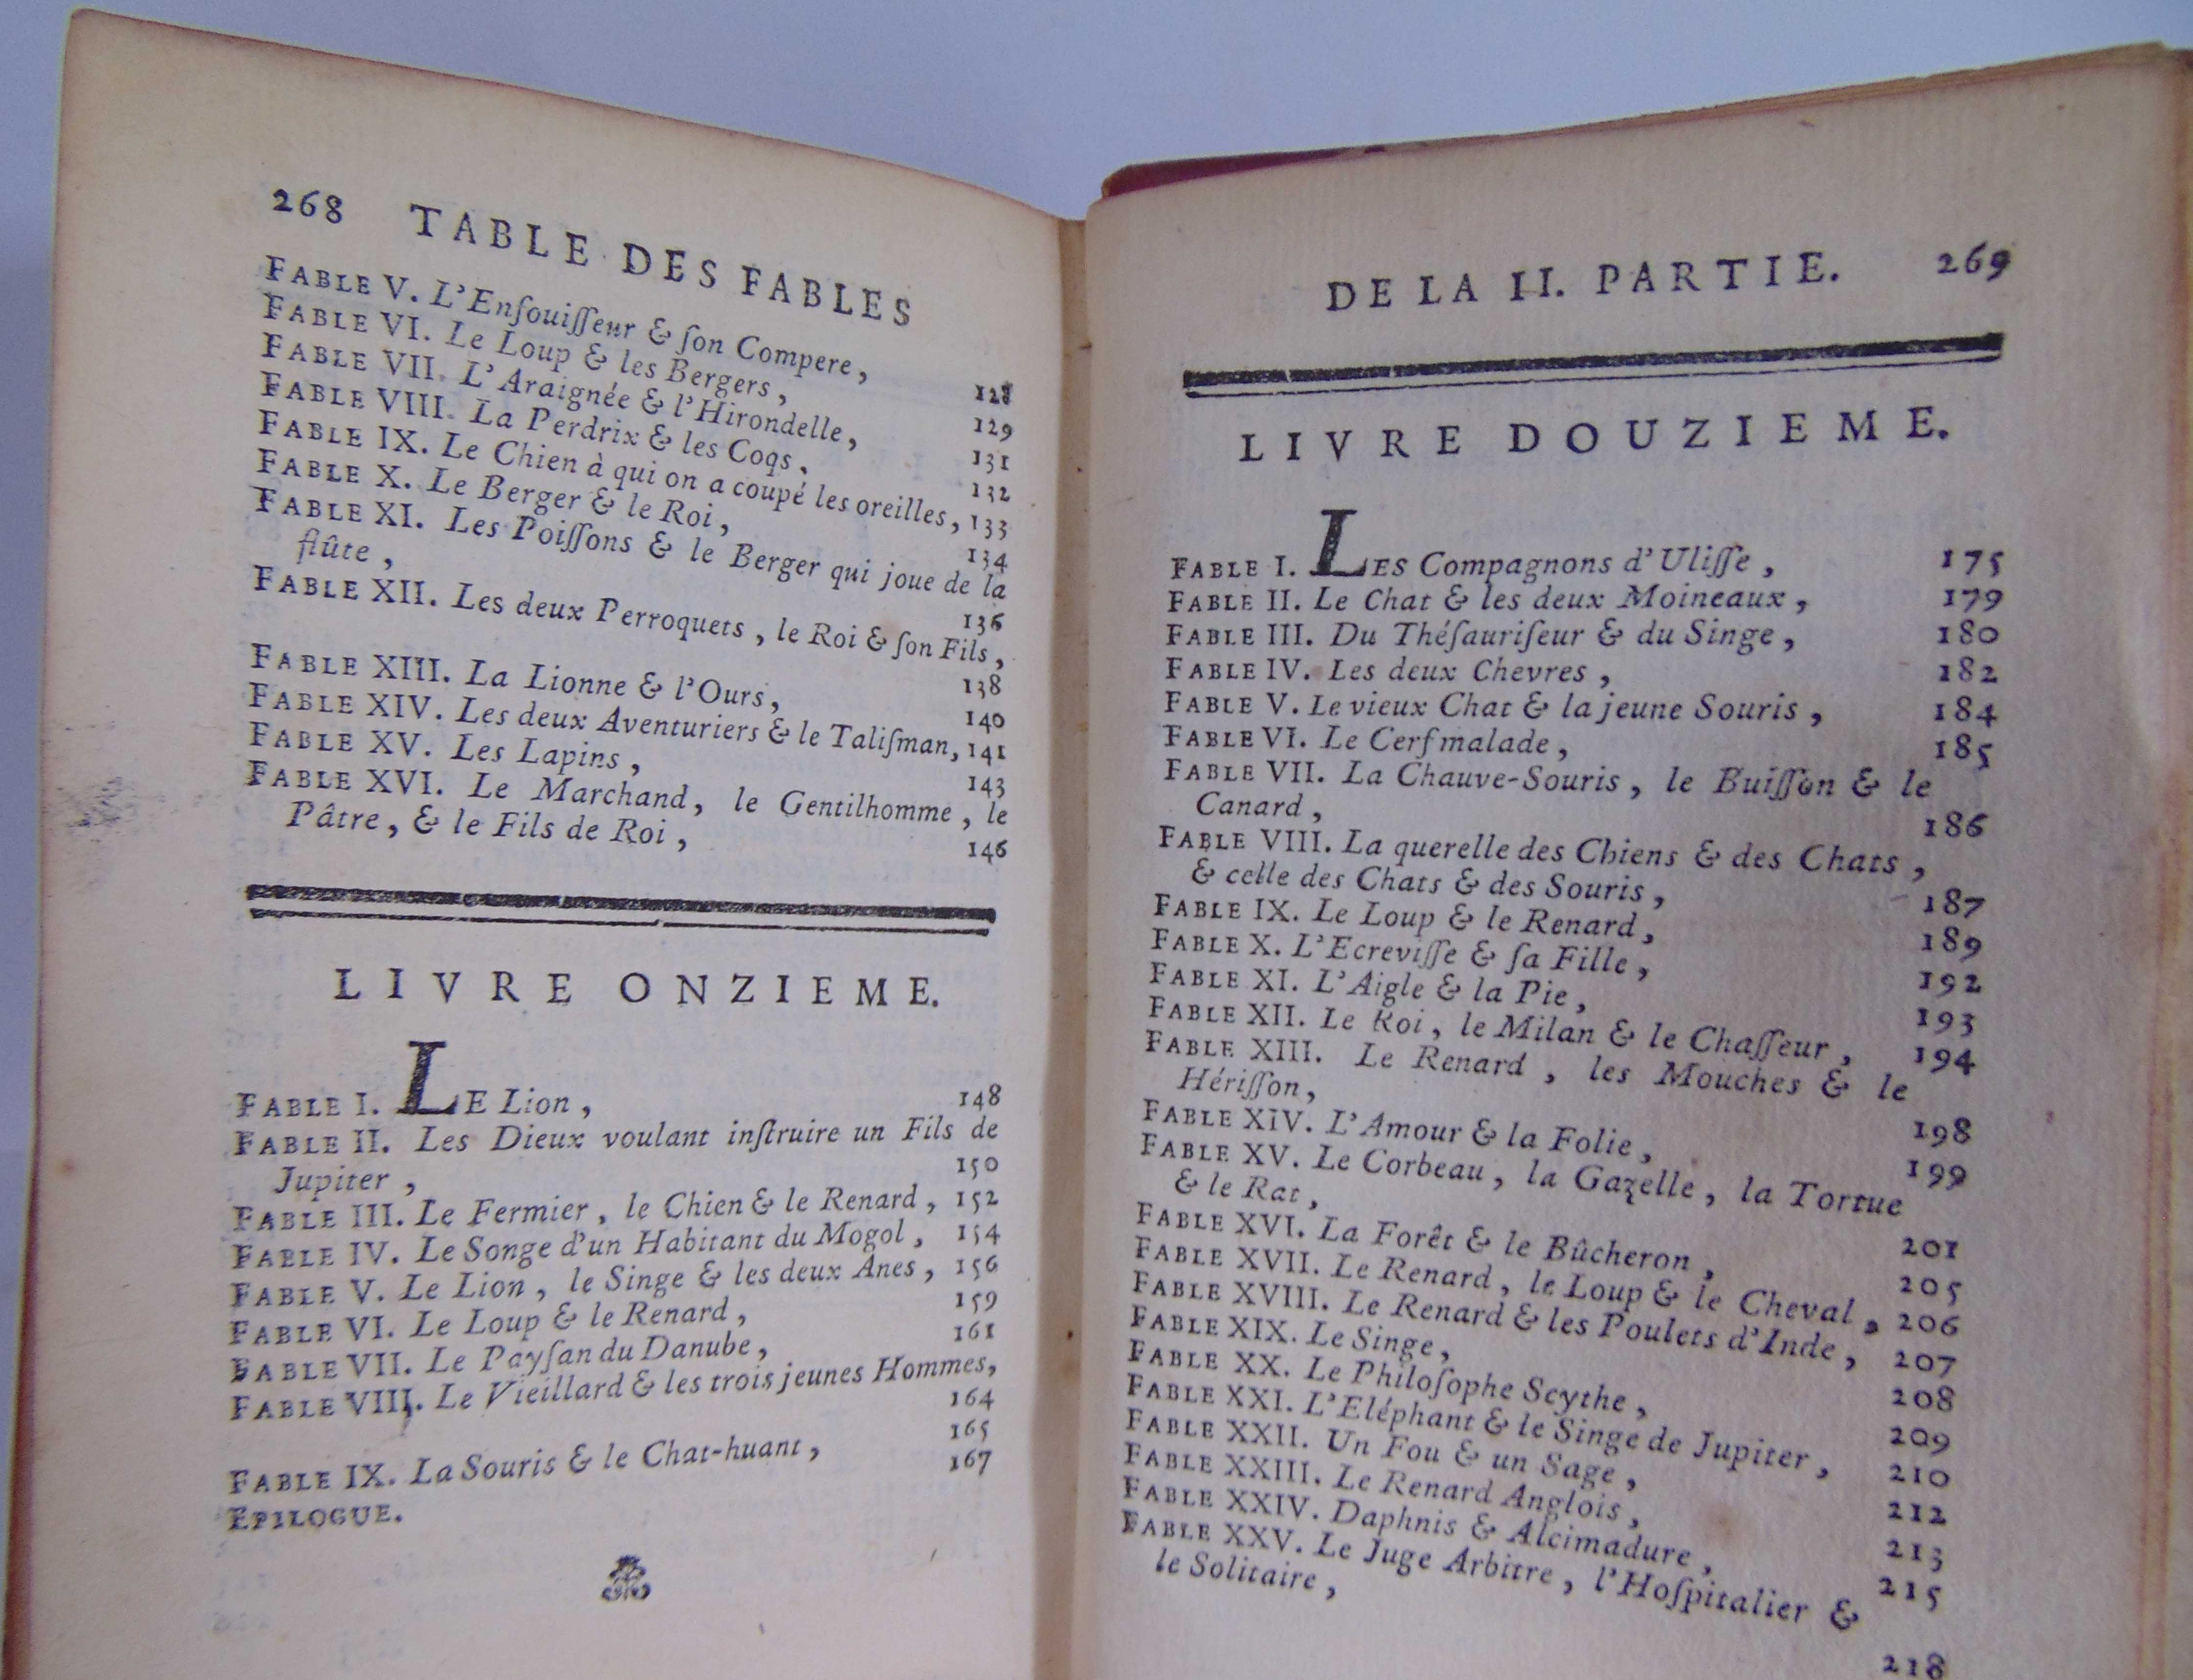 268 TABLE DES FABLES
FABLE V. L'Enſouiſſeur & ſon Compere, 128
FABLE VI. Le Loup & les Bergers, 129
FABLE VII. L'Araignée & l'Hirondelle, 131
FABLE VIII. La Perdrix & les Coqs, 132
FABLE IX. Le Chien à qui on a coupé les oreilles, 133
FABLE X. Le Berger & le Roi, 134
FABLE XI. Les Poiſſons & le Berger qui joue de la
flûte, 136
FABLE XII. Les deux Perroquets, le Roi & ſon Fils,
138
FABLE XIII. La Lionne & l'Ours, 140
FABLE XIV. Les deux Aventuriers & le Taliſman, 141
FABLE XV. Les Lapins, 143
FABLE XVI. Le Marchand, le Gentilhomme, le
Pâtre, & le Fils de Roi, 146
LIVRE ONZIEME.
FABLE I. LE Lion, 148
FABLE II. Les Dieux voulant inſtruire un Fils de
Jupiter, 150
FABLE III. Le Fermier, le Chien & le Renard, 152
FABLE IV. Le Songe d'un Habitant du Mogol, 154
FABLE V. Le Lion, le Singe & les deux Anes, 156
FABLE VI. Le Loup & le Renard, 159
FABLE VII. Le Payſan du Danube, 161
FABLE VIII. Le Vieillard & les trois jeunes Hommes,
164
FABLE IX. La Souris & le Chat-huant, 165
EPILOGUE. 167
DE LA II. PARTIE. 269
LIVRE DOUZIEME.
FABLE I. LES Compagnons d'Uliſſe, 175
FABLE II. Le Chat & les deux Moineaux, 179
FABLE III. Du Théſauriſeur & du Singe, 180
FABLE IV. Les deux Chevres, 182
FABLE V. Le vieux Chat & la jeune Souris, 184
FABLE VI. Le Cerf malade, 185
FABLE VII. La Chauve-Souris, le Buiſſon & le
Canard, 186
FABLE VIII. La querelle des Chiens & des Chats,
& celle des Chats & des Souris, 187
FABLE IX. Le Loup & le Renard, 189
FABLE X. L'Ecreviſſe & ſa Fille, 192
FABLE XI. L'Aigle & la Pie, 193
FABLE XII. Le Roi, le Milan & le Chaſſeur, 194
FABLE XIII. Le Renard, les Mouches & le
Hériſſon, 198
FABLE XIV. L'Amour & la Folie, 199
FABLE XV. Le Corbeau, la Gazelle, la Tortue
& le Rat, 201
FABLE XVI. La Forêt & le Bûcheron, 205
FABLE XVII. Le Renard, le Loup & le Cheval, 206
FABLE XVIII. Le Renard & les Poulets d'Inde, 207
FABLE XIX. Le Singe, 208
FABLE XX. Le Philoſophe Scythe, 209
FABLE XXI. L'Eléphant & le Singe de Jupiter, 210
FABLE XXII. Un Fou & un Sage, 212
FABLE XXIII. Le Renard Anglois, 213
FABLE XXIV. Daphnis & Alcimadure, 215
FABLE XXV. Le Juge Arbitre, l'Hoſpitalier &
le Solitaire, 218